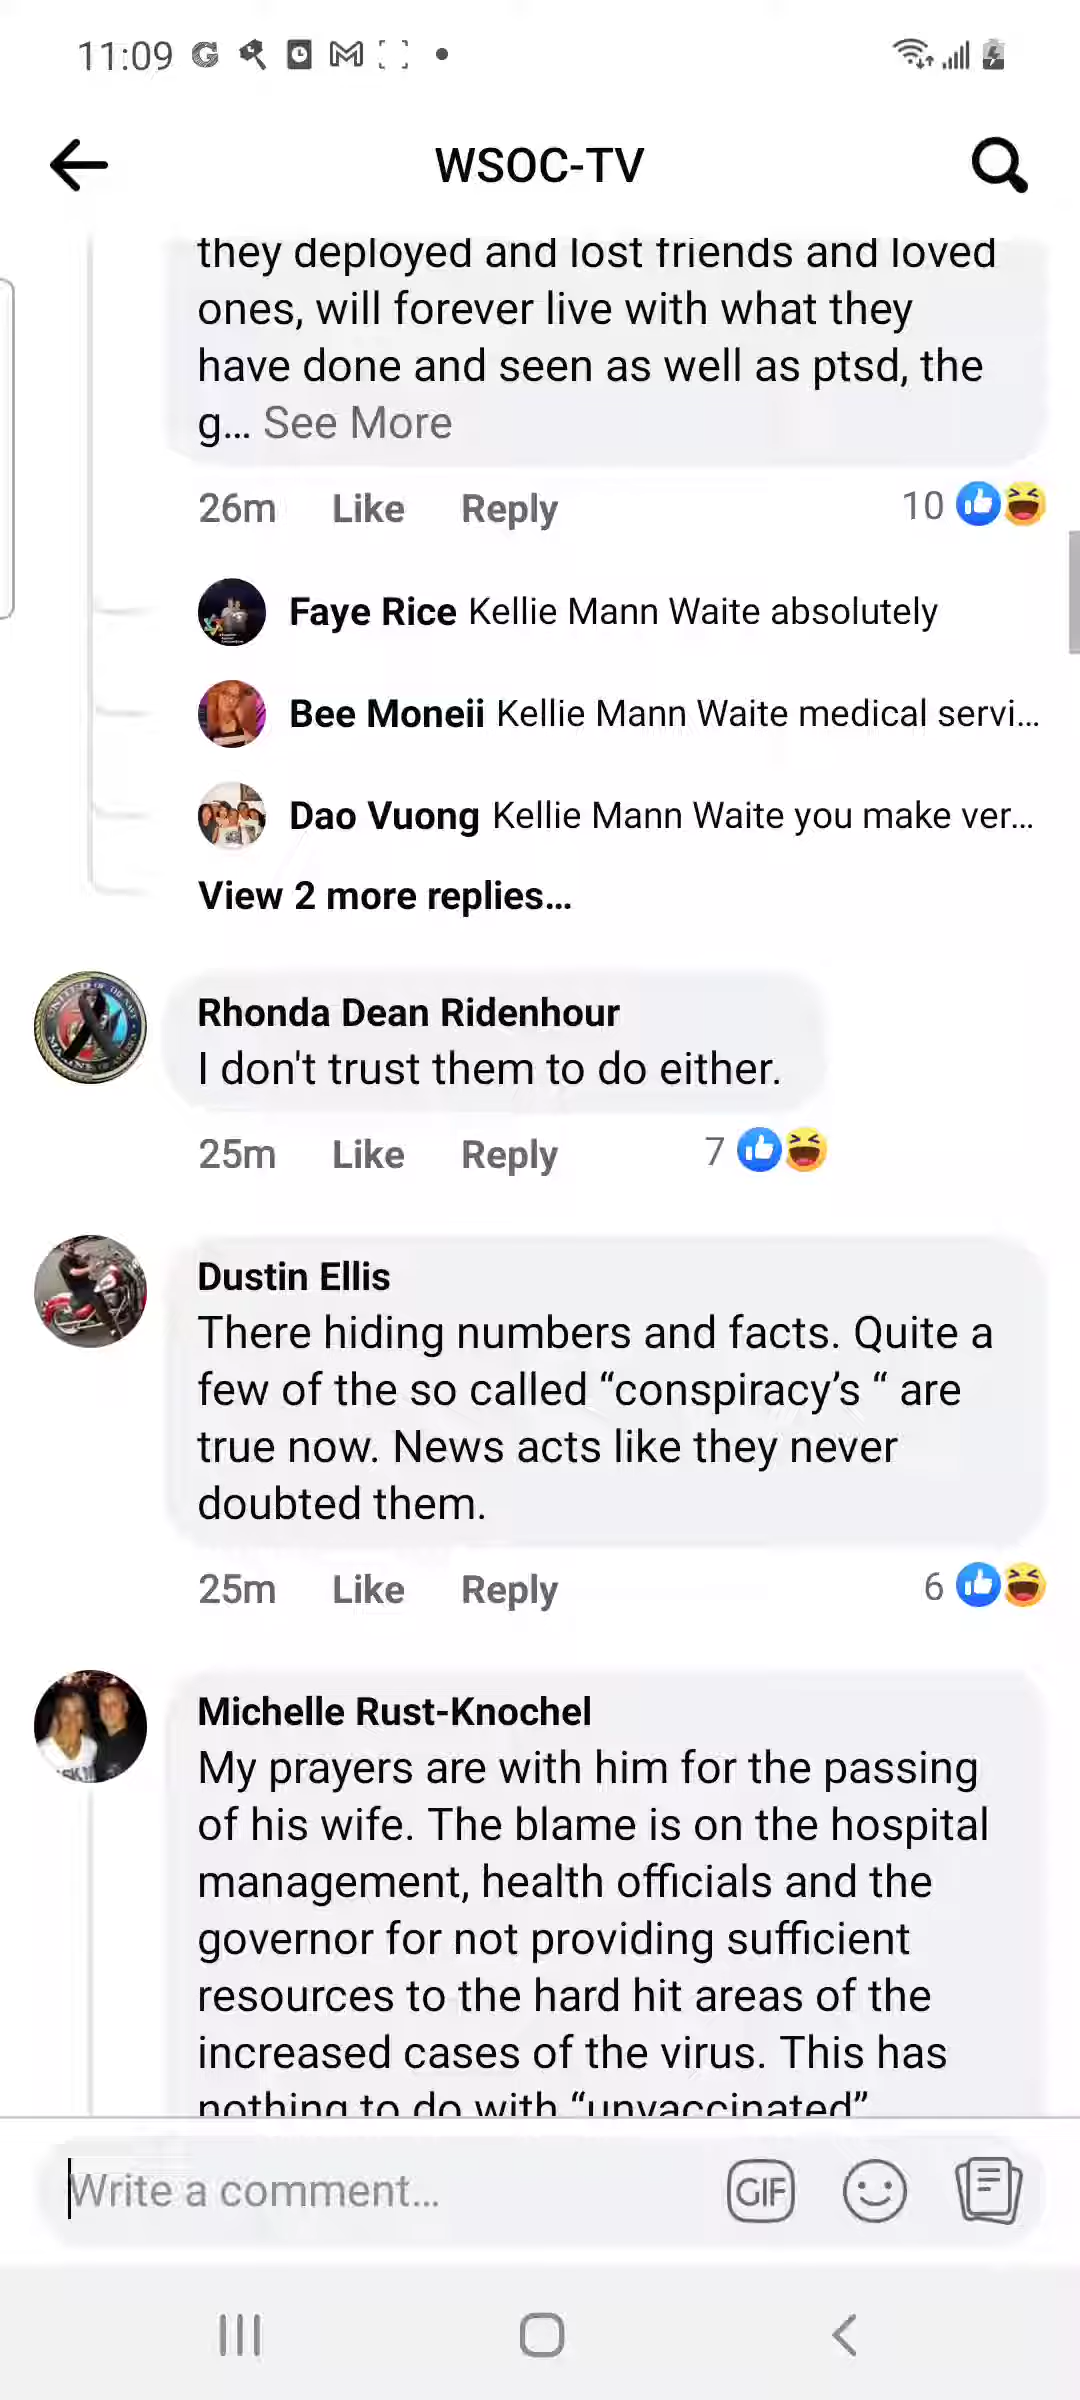 11:09
WSOC-TV
they deployed and lost friends and loved
ones, will forever live with what they
have done and seen as well as ptsd, the
g... See More
26m Like Reply 10
Faye Rice Kellie Mann Waite absolutely
Bee Moneii Kellie Mann Waite medical servi...
Dao Vuong Kellie Mann Waite you make ver...
View 2 more replies...
Rhonda Dean Ridenhour
I don't trust them to do either.
25m Like Reply 7
Dustin Ellis
There hiding numbers and facts. Quite a
few of the so called “conspiracy’s “ are
true now. News acts like they never
doubted them.
25m Like Reply 6
Michelle Rust-Knochel
My prayers are with him for the passing
of his wife. The blame is on the hospital
management, health officials and the
governor for not providing sufficient
resources to the hard hit areas of the
increased cases of the virus. This has
nothing to do with “unvaccinated”
Write a comment...
GIF